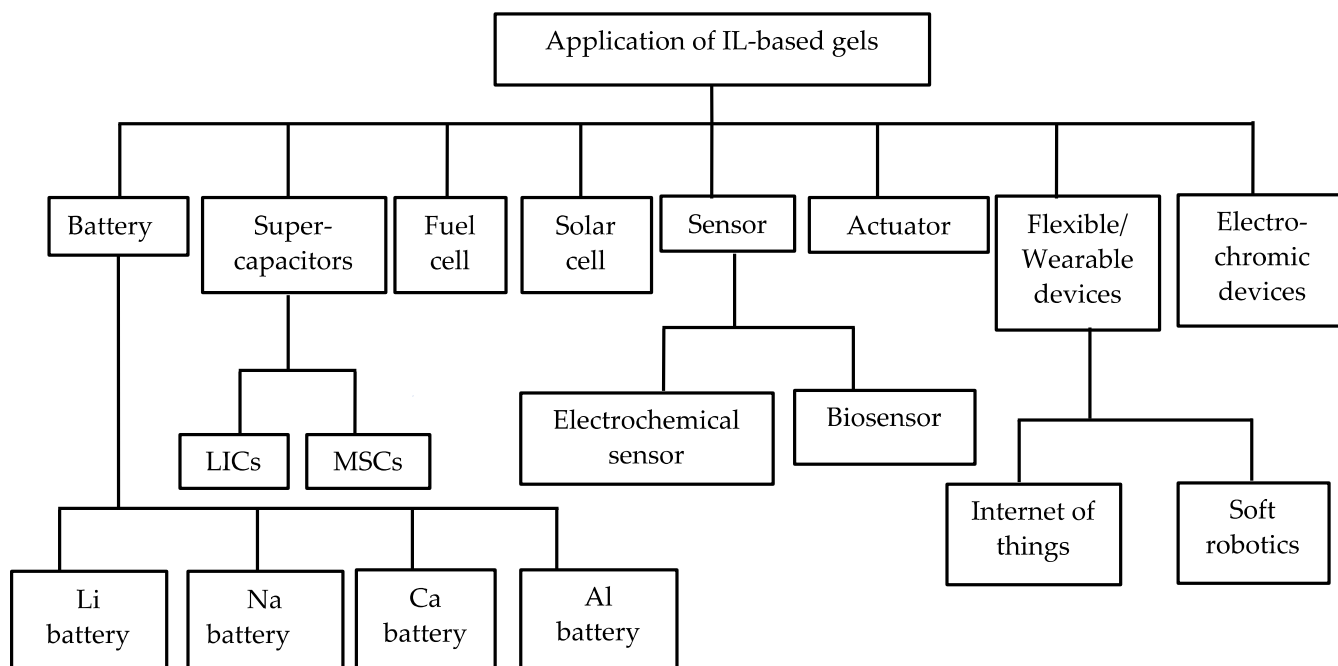 Application of IL-based gels
Battery
Super-
capacitors
Fuel
cell
Solar
cell
Sensor
Actuator
Flexible/
Wearable
devices
Electro-
chromic
devices
LICs
MSCs
Electrochemical
sensor
Biosensor
Internet of
things
Soft
robotics
Li
battery
Na
battery
Ca
battery
Al
battery